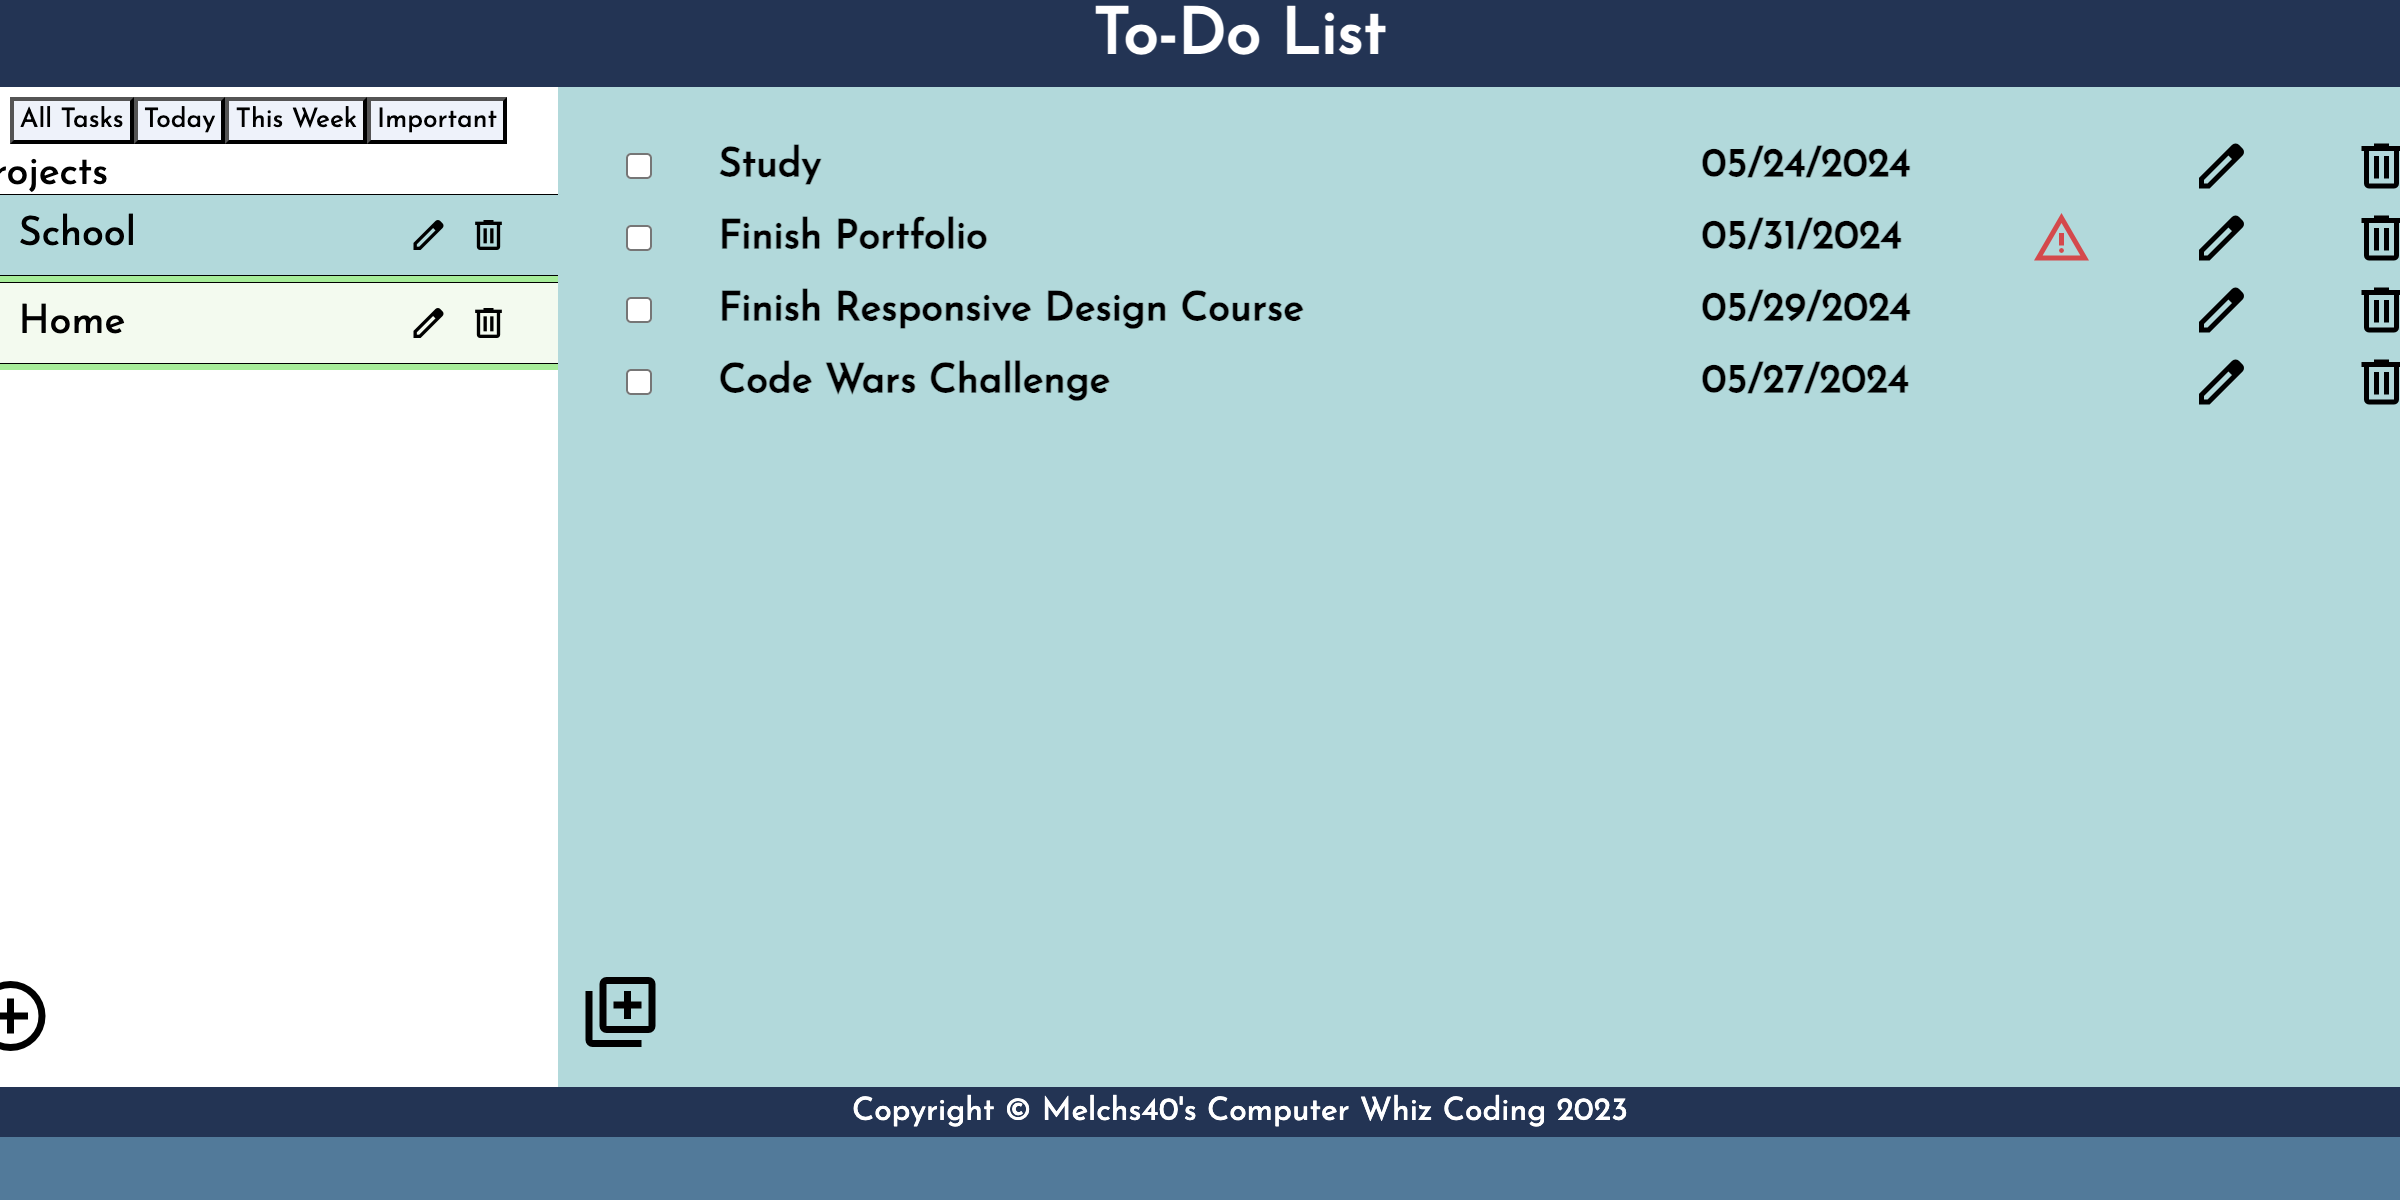 To-Do List
All Tasks Today This Week Important
rojects
School
Home
Study 05/24/2024
Finish Portfolio 05/31/2024
Finish Responsive Design Course 05/29/2024
Code Wars Challenge 05/27/2024
Copyright © Melchs40's Computer Whiz Coding 2023